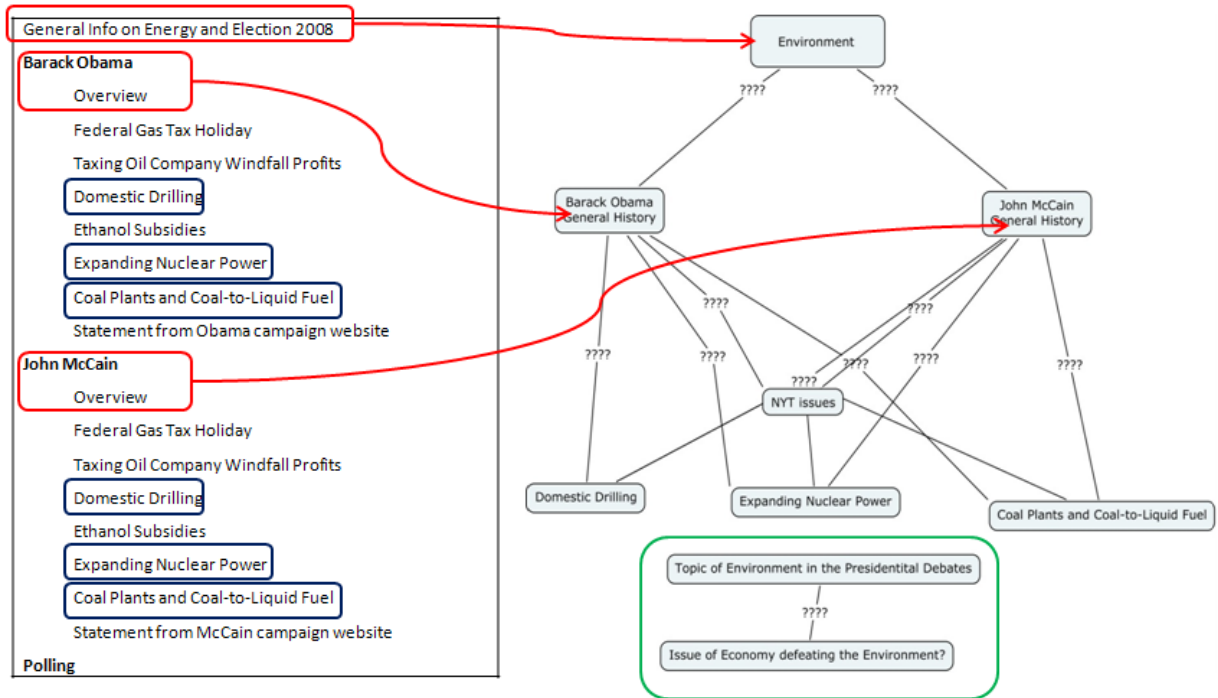 General Info on Energy and Election 2008
Barack Obama
Overview
Federal Gas Tax Holiday
Taxing Oil Company Windfall Profits
Domestic Drilling
Ethanol Subsidies
Expanding Nuclear Power
Coal Plants and Coal-to-Liquid Fuel
Statement from Obama campaign website
John McCain
Overview
Federal Gas Tax Holiday
Taxing Oil Company Windfall Profits
Domestic Drilling
Ethanol Subsidies
Expanding Nuclear Power
Coal Plants and Coal-to-Liquid Fuel
Statement from McCain campaign website
Polling
Environment
????
????
Barack Obama
General History
John McCain
General History
????
????
????
????
????
????
????
????
????
NYT issues
Domestic Drilling
Expanding Nuclear Power
Coal Plants and Coal-to-Liquid Fuel
Topic of Environment in the Presidentital Debates
????
Issue of Economy defeating the Environment?